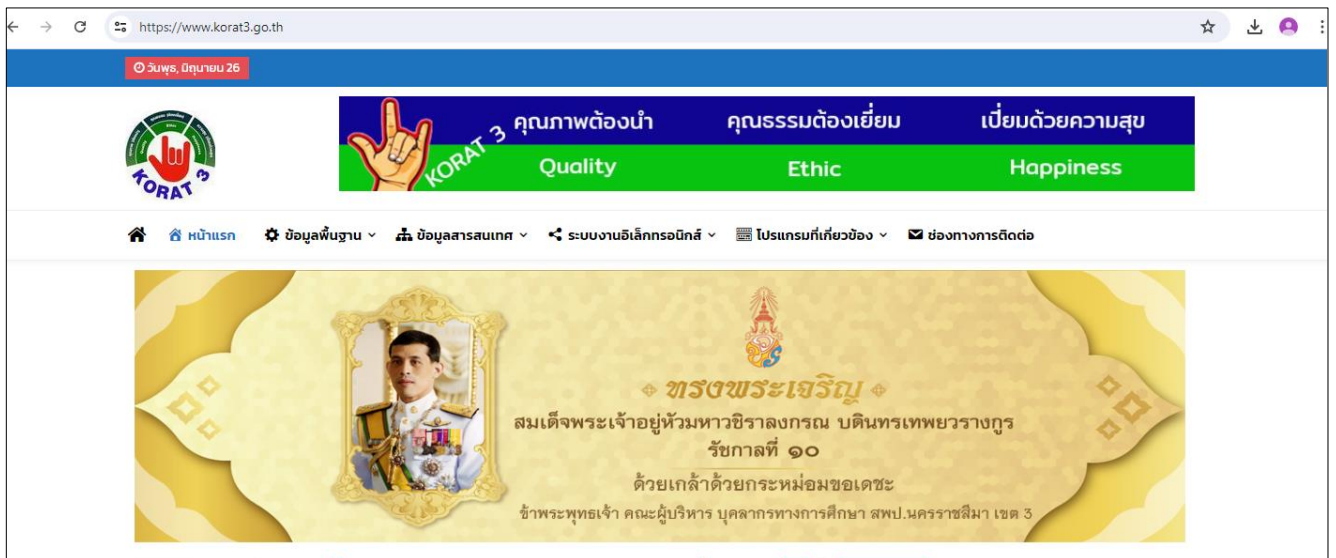 https://www.korat3.go.th
วันพุธ, มิถุนายน 26
KORAT 3
KORAT 3
คุณภาพต้องนำ คุณธรรมต้องเยี่ยม เปี่ยมด้วยความสุข
Quality Ethic Happiness
หน้าแรก ข้อมูลพื้นฐาน ข้อมูลสารสนเทศ ระบบงานอิเล็กทรอนิกส์ โปรแกรมที่เกี่ยวข้อง ช่องทางการติดต่อ
ทรงพระเจริญ
สมเด็จพระเจ้าอยู่หัวมหาวชิราลงกรณ บดินทรเทพยวรางกูร
รัชกาลที่ ๑๐
ด้วยเกล้าด้วยกระหม่อมขอเดชะ
ข้าพระพุทธเจ้า คณะผู้บริหาร บุคลากรทางการศึกษา สพป.นครราชสีมา เขต 3